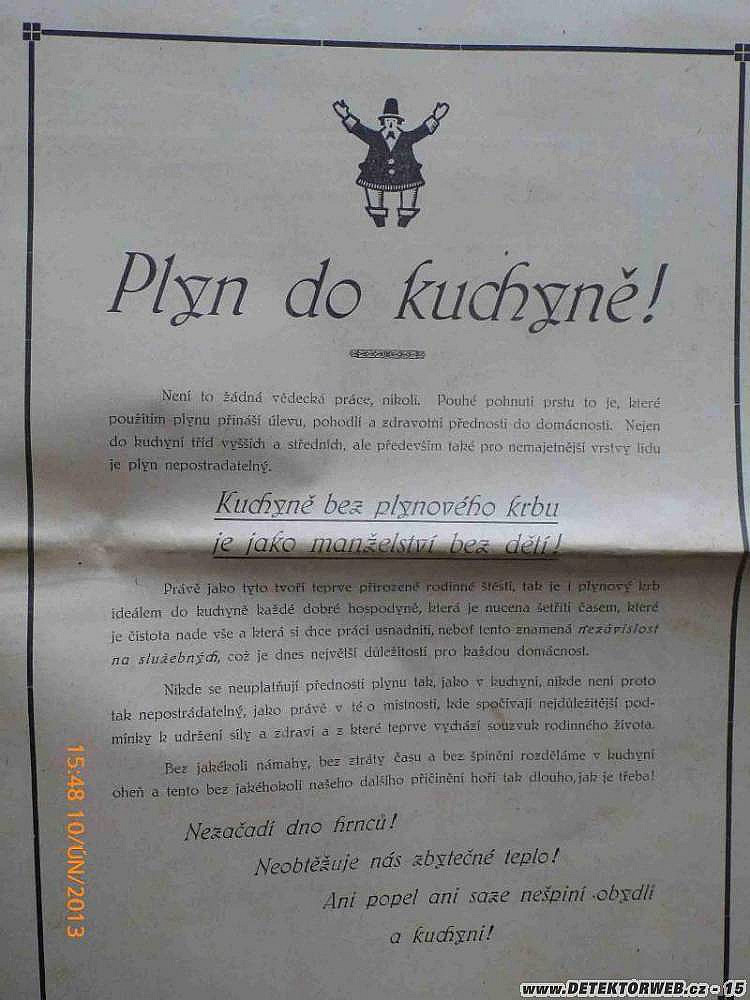 Plyn do kuchyně!
Není to žádná vědecká práce, nikoli. Pouhé pohnutí prstu to je, které
použitím plynu přináší úlevu, pohodlí a zdravotní přednosti do domácnosti. Nejen
do kuchyní tříd vyšších a středních, ale především také pro nemajetnější vrstvy lidu
je plyn nepostradatelný.
Kuchyně bez plynového krbu
je jako manželství bez dětí!
Právě jako tyto tvoří teprve přirozené rodinné štěstí, tak je i plynový krb
ideálem do kuchyně každé dobré hospodyně, která je nucena šetřiti časem, které
je čistota nade vše a která si chce práci usnadniti, neboť tento znamená nezávislost
na služebných, což je dnes největší důležitostí pro každou domácnost.
Nikde se neuplatňují přednosti plynu tak, jako v kuchyni, nikde není proto
tak nepostrádatelný, jako právě v té o místnosti, kde spočívají nejdůležitější pod-
mínky k udržení síly a zdraví a z které teprve vychází souzvuk rodinného života.
Bez jakékoli námahy, bez ztráty času a bez špinění rozděláme v kuchyni
oheň a tento bez jakéhokoli našeho dalšího přičinění hoří tak dlouho, jak je třeba!
Nezačadí dno hrnců!
Neobtěžuje nás zbytečné teplo!
Ani popel ani saze nešpiní obydlí
a kuchyni!
15:48 10/ÚN/2013
www.DETEKTORWEB.cz - 15